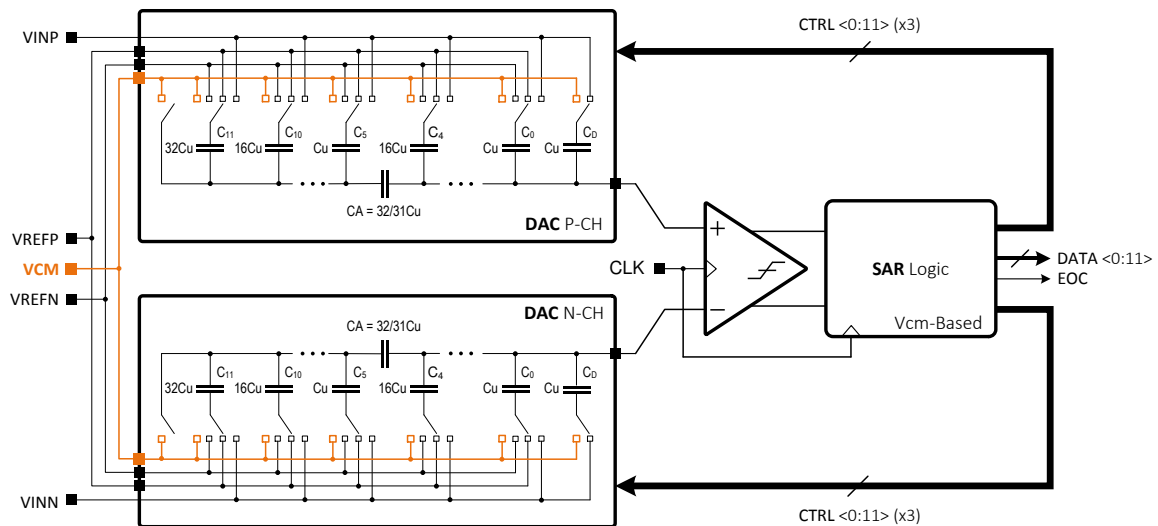 CTRL <0:11> (x3)
VINP
C₁₁ C₁₀ C₅ C₄ C₀ C_D
32Cu 16Cu Cu 16Cu Cu Cu
CA = 32/31Cu
DAC P-CH
VREFP
VCM
VREFN
CLK
+
−
SAR Logic
Vcm-Based
DATA <0:11>
EOC
DAC N-CH
CA = 32/31Cu
C₁₁ C₁₀ C₅ C₄ C₀ C_D
32Cu 16Cu Cu 16Cu Cu Cu
VINN
CTRL <0:11> (x3)